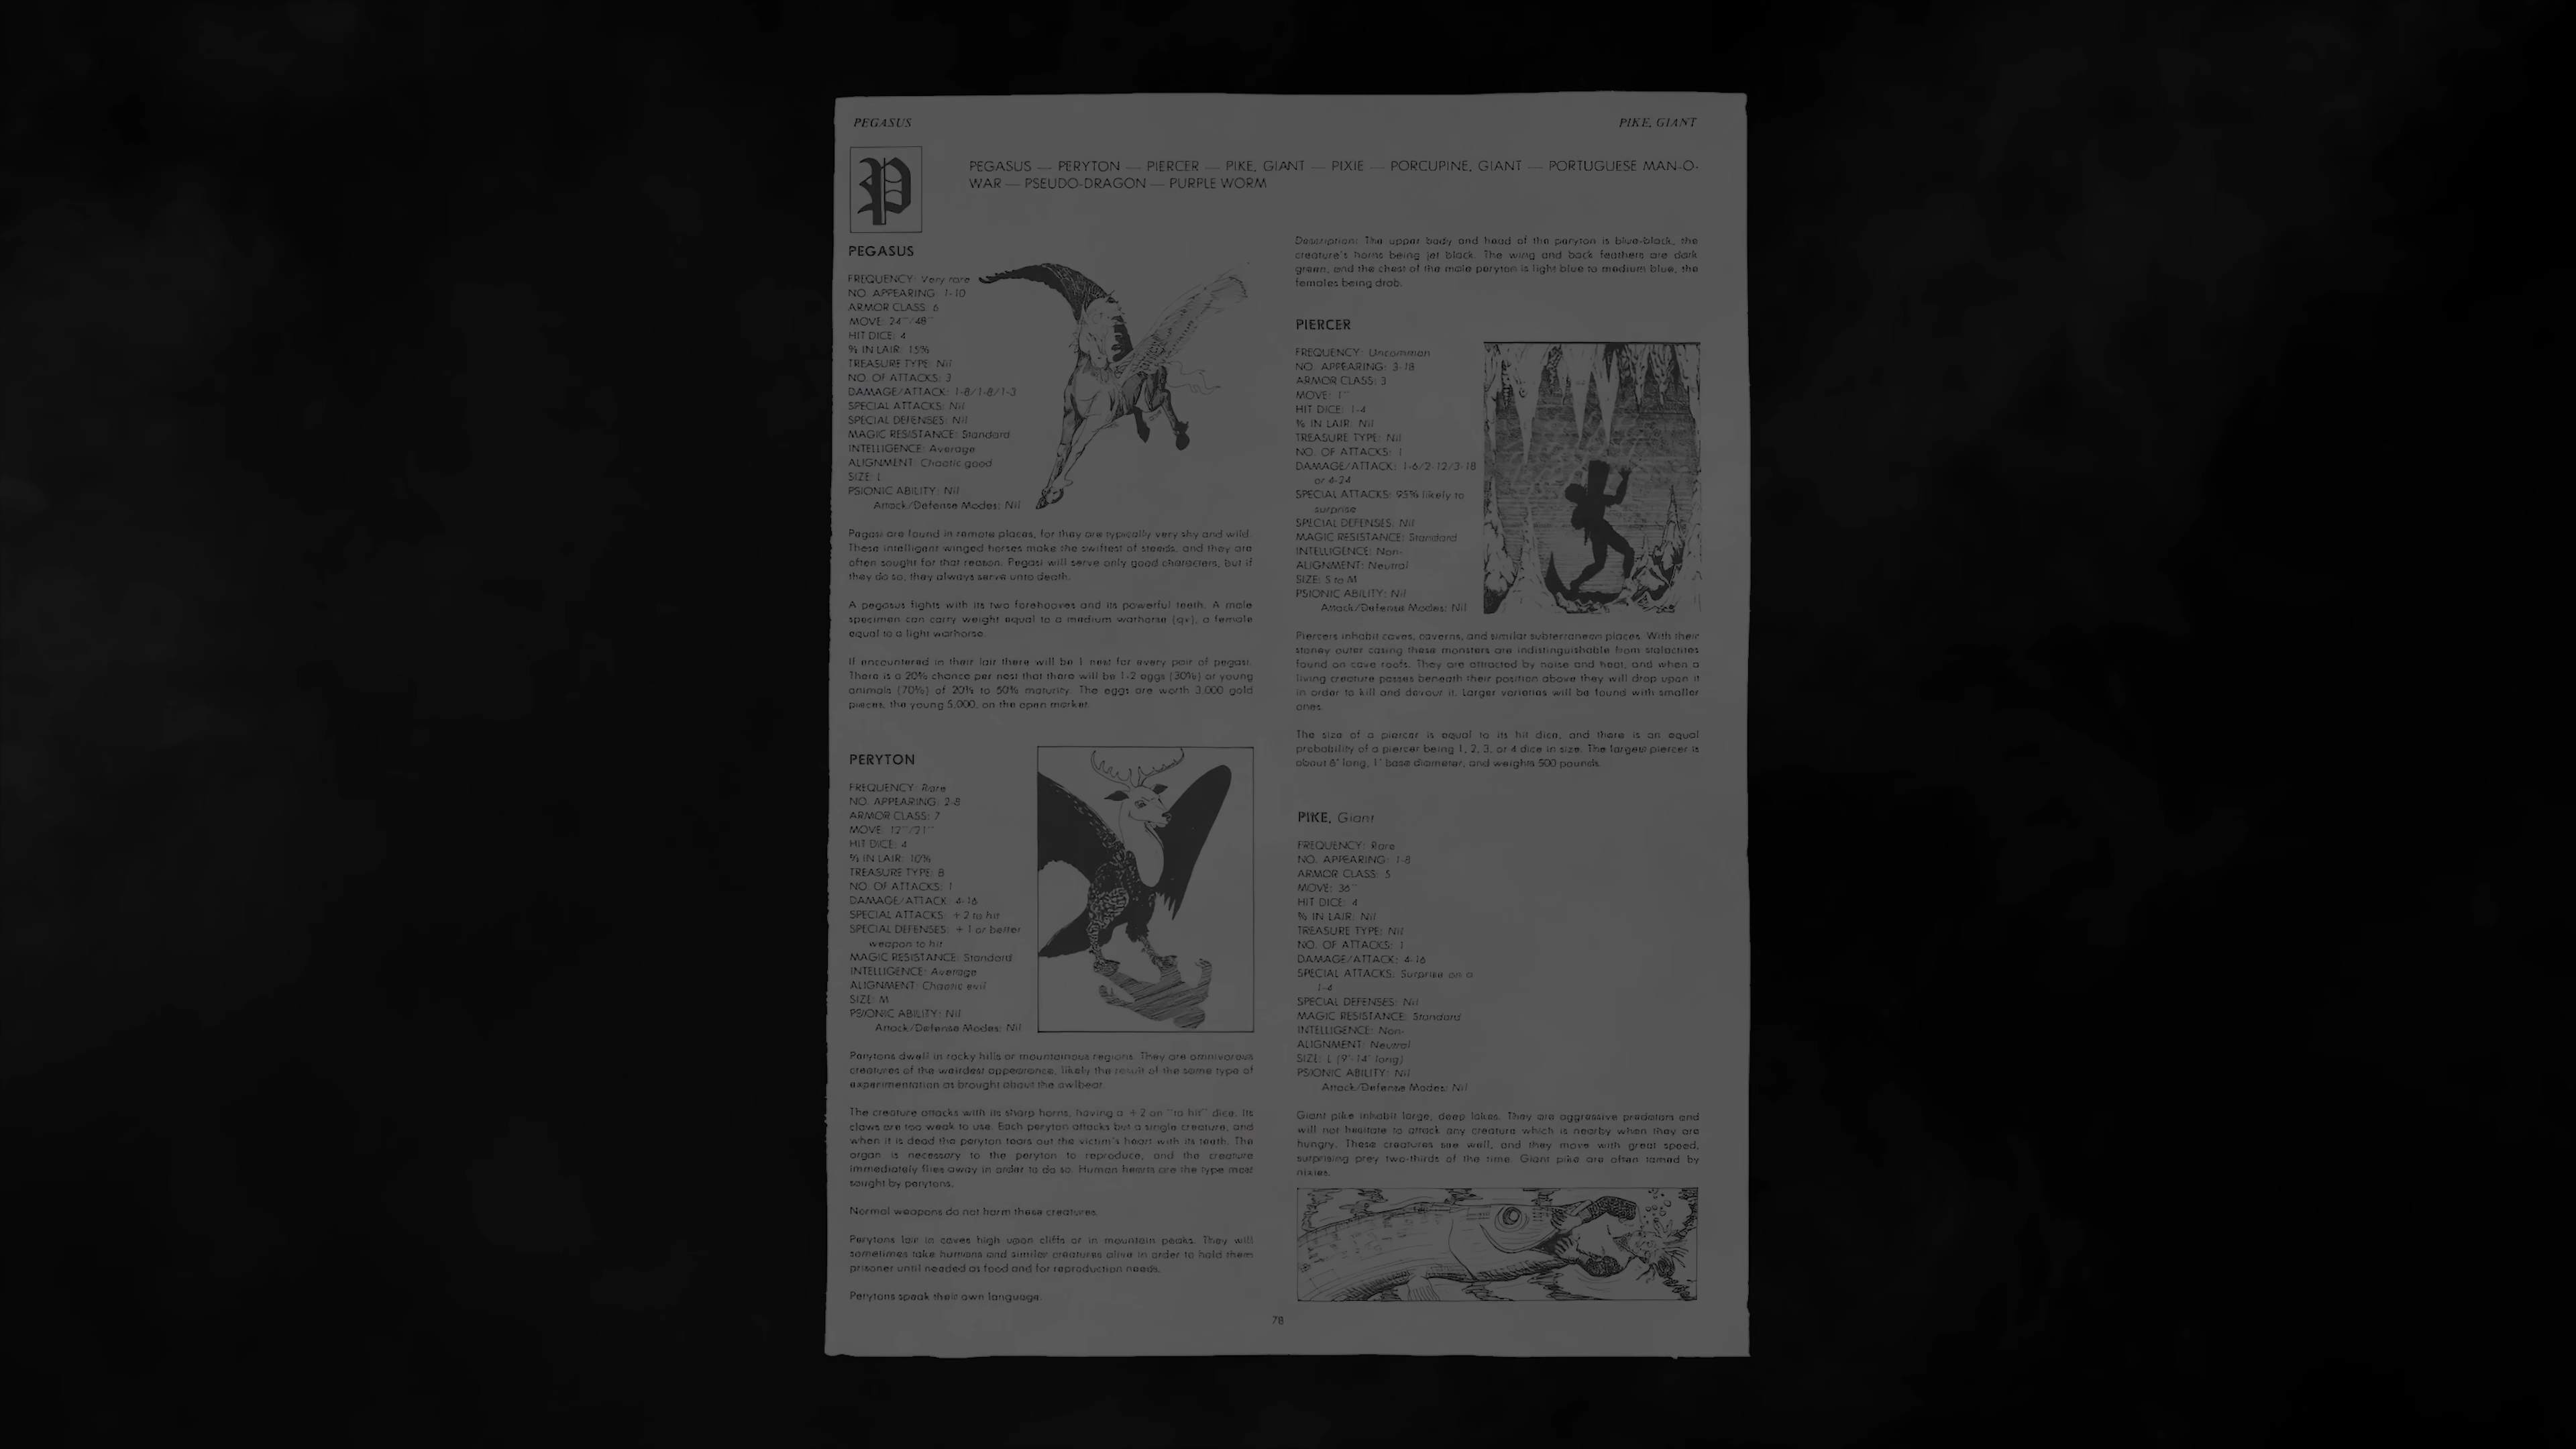 PEGASUS
PIKE, GIANT
P
PEGASUS — PERYTON — PIERCER — PIKE, GIANT — PIXIE — PORCUPINE, GIANT — PORTUGUESE MAN-O-
WAR — PSEUDO-DRAGON — PURPLE WORM
PEGASUS
FREQUENCY: Very rare
NO. APPEARING: 1-10
ARMOR CLASS: 6
MOVE: 24"/48"
HIT DICE: 4
% IN LAIR: 15%
TREASURE TYPE: Nil
NO. OF ATTACKS: 3
DAMAGE/ATTACK: 1-8/1-8/1-3
SPECIAL ATTACKS: Nil
SPECIAL DEFENSES: Nil
MAGIC RESISTANCE: Standard
INTELLIGENCE: Average
ALIGNMENT: Chaotic good
SIZE: L
PSIONIC ABILITY: Nil
Attack/Defense Modes: Nil
Pegasi are found in remote places, for they are typically very shy and wild.
These intelligent winged horses make the swiftest of steeds, and they are
often sought for that reason. Pegasi will serve only good characters, but if
they do so, they always serve unto death.
A pegasus fights with its two forehooves and its powerful teeth. A male
specimen can carry weight equal to a medium warhorse (qv), a female
equal to a light warhorse.
If encountered in their lair there will be 1 nest for every pair of pegasi.
There is a 20% chance per nest that there will be 1-2 eggs (30%) or young
animals (70%) of 20% to 50% maturity. The eggs are worth 3,000 gold
pieces, the young 5,000, on the open market.
PERYTON
FREQUENCY: Rare
NO. APPEARING: 2-8
ARMOR CLASS: 7
MOVE: 12"/21"
HIT DICE: 4
% IN LAIR: 10%
TREASURE TYPE: B
NO. OF ATTACKS: 1
DAMAGE/ATTACK: 4-16
SPECIAL ATTACKS: +2 to hit
SPECIAL DEFENSES: +1 or better
weapon to hit
MAGIC RESISTANCE: Standard
INTELLIGENCE: Average
ALIGNMENT: Chaotic evil
SIZE: M
PSIONIC ABILITY: Nil
Attack/Defense Modes: Nil
Perytons dwell in rocky hills or mountainous regions. They are omnivorous
creatures of the weirdest appearance, likely the result of the same type of
experimentation as brought about the owlbear.
The creature attacks with its sharp horns, having a +2 on "to hit" dice. Its
claws are too weak to use. Each peryton attacks but a single creature, and
when it is dead the peryton tears out the victim's heart with its teeth. The
organ is necessary to the peryton to reproduce, and the creature
immediately flies away in order to do so. Human hearts are the type most
sought by perytons.
Normal weapons do not harm these creatures.
Perytons lair in caves high upon cliffs or in mountain peaks. They will
sometimes take humans and similar creatures alive in order to hold them
prisoner until needed as food and for reproduction needs.
Perytons speak their own language.
Description: The upper body and head of the peryton is blue-black, the
creature's horns being jet black. The wing and back feathers are dark
green, and the chest of the male peryton is light blue to medium blue, the
females being drab.
PIERCER
FREQUENCY: Uncommon
NO. APPEARING: 3-18
ARMOR CLASS: 3
MOVE: 1"
HIT DICE: 1-4
% IN LAIR: Nil
TREASURE TYPE: Nil
NO. OF ATTACKS: 1
DAMAGE/ATTACK: 1-6/2-12/3-18
or 4-24
SPECIAL ATTACKS: 95% likely to
surprise
SPECIAL DEFENSES: Nil
MAGIC RESISTANCE: Standard
INTELLIGENCE: Non-
ALIGNMENT: Neutral
SIZE: S to M
PSIONIC ABILITY: Nil
Attack/Defense Modes: Nil
Piercers inhabit caves, caverns, and similar subterranean places. With their
stoney outer casing these monsters are indistinguishable from stalactites
found on cave roofs. They are attracted by noise and heat, and when a
living creature passes beneath their position above they will drop upon it
in order to kill and devour it. Larger varieties will be found with smaller
ones.
The size of a piercer is equal to its hit dice, and there is an equal
probability of a piercer being 1, 2, 3, or 4 dice in size. The largest piercer is
about 6' long, 1' base diameter, and weights 500 pounds.
PIKE, Giant
FREQUENCY: Rare
NO. APPEARING: 1-8
ARMOR CLASS: 5
MOVE: 36"
HIT DICE: 4
% IN LAIR: Nil
TREASURE TYPE: Nil
NO. OF ATTACKS: 1
DAMAGE/ATTACK: 4-16
SPECIAL ATTACKS: Surprise on a
1-4
SPECIAL DEFENSES: Nil
MAGIC RESISTANCE: Standard
INTELLIGENCE: Non-
ALIGNMENT: Neutral
SIZE: L (9'-14' long)
PSIONIC ABILITY: Nil
Attack/Defense Modes: Nil
Giant pike inhabit large, deep lakes. They are aggressive predators and
will not hesitate to attack any creature which is nearby when they are
hungry. These creatures see well, and they move with great speed,
surprising prey two-thirds of the time. Giant pike are often tamed by
nixies.
78